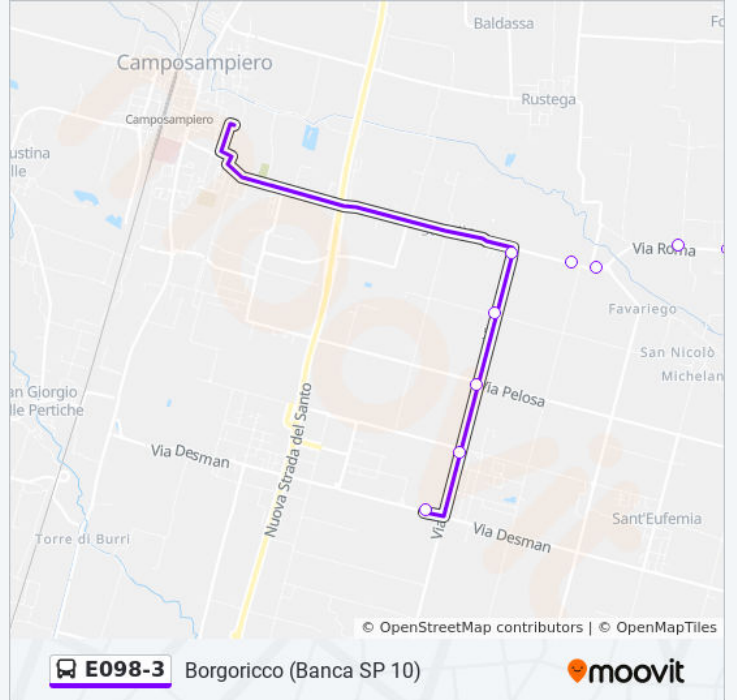 Baldassa
Fo
Camposampiero
Rustega
Camposampiero
ustina
lle
Via Roma
Favariego
San Nicolò
Michelan
Via Pelosa
an Giorgio
lle Pertiche
Nuova Strada del Santo
Via Desman
Sant'Eufemia
Via
Via Desman
Torre di Burri
© OpenStreetMap contributors | © OpenMapTiles
E098-3
Borgoricco (Banca SP 10)
moovit